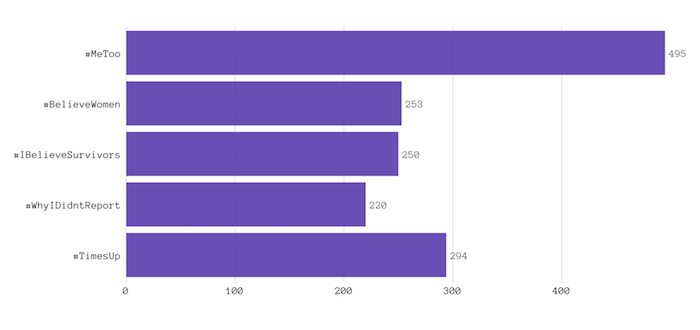 #MeToo 495
#BelieveWomen 253
#IBelieveSurvivors 250
#WhyIDidntReport 220
#TimesUp 294
0 100 200 300 400